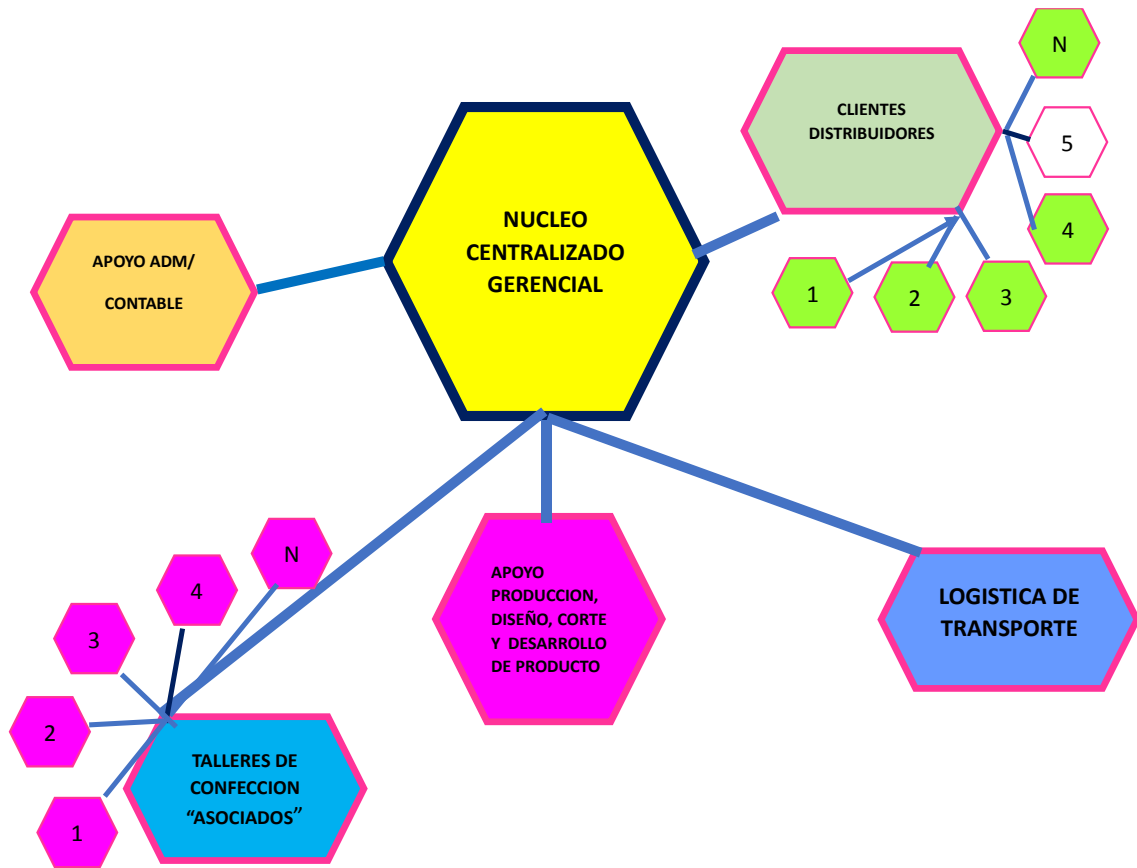 N
CLIENTES
DISTRIBUIDORES
5
4
1
2
3
NUCLEO
CENTRALIZADO
GERENCIAL
APOYO ADM/
CONTABLE
N
4
3
2
1
APOYO
PRODUCCION,
DISEÑO, CORTE
Y DESARROLLO
DE PRODUCTO
LOGISTICA DE
TRANSPORTE
TALLERES DE
CONFECCION
“ASOCIADOS”